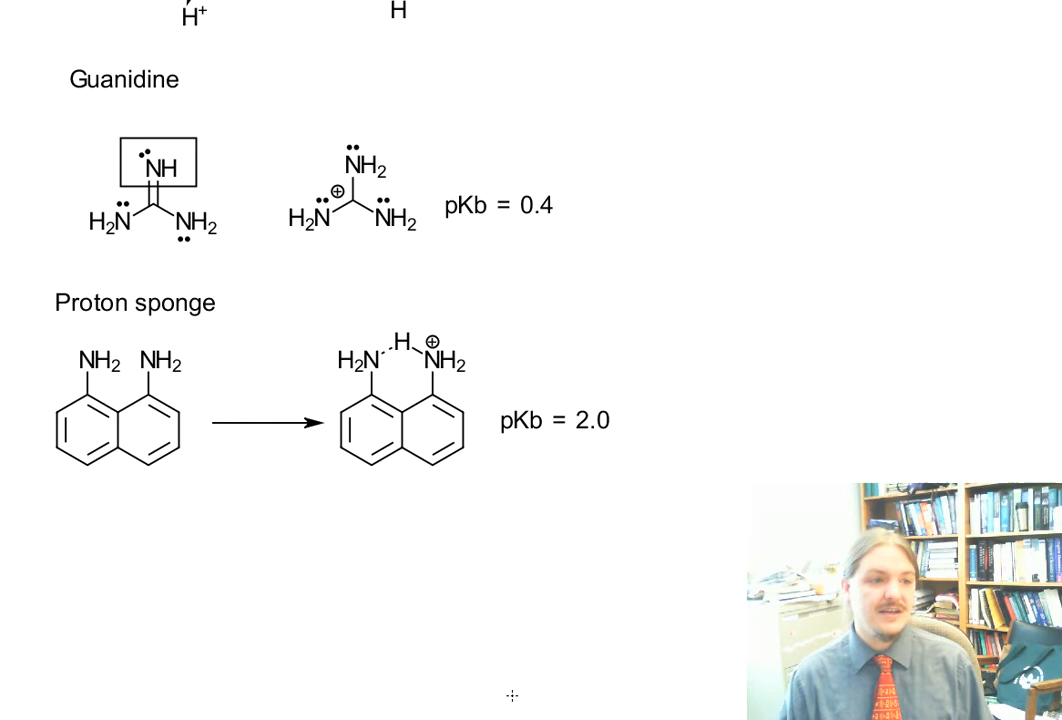 H⁺ H
Guanidine
NH NH₂
H₂N NH₂ H₂N ⊕ NH₂ pKb = 0.4
Proton sponge
NH₂ NH₂ H₂N H ⊕ NH₂
pKb = 2.0